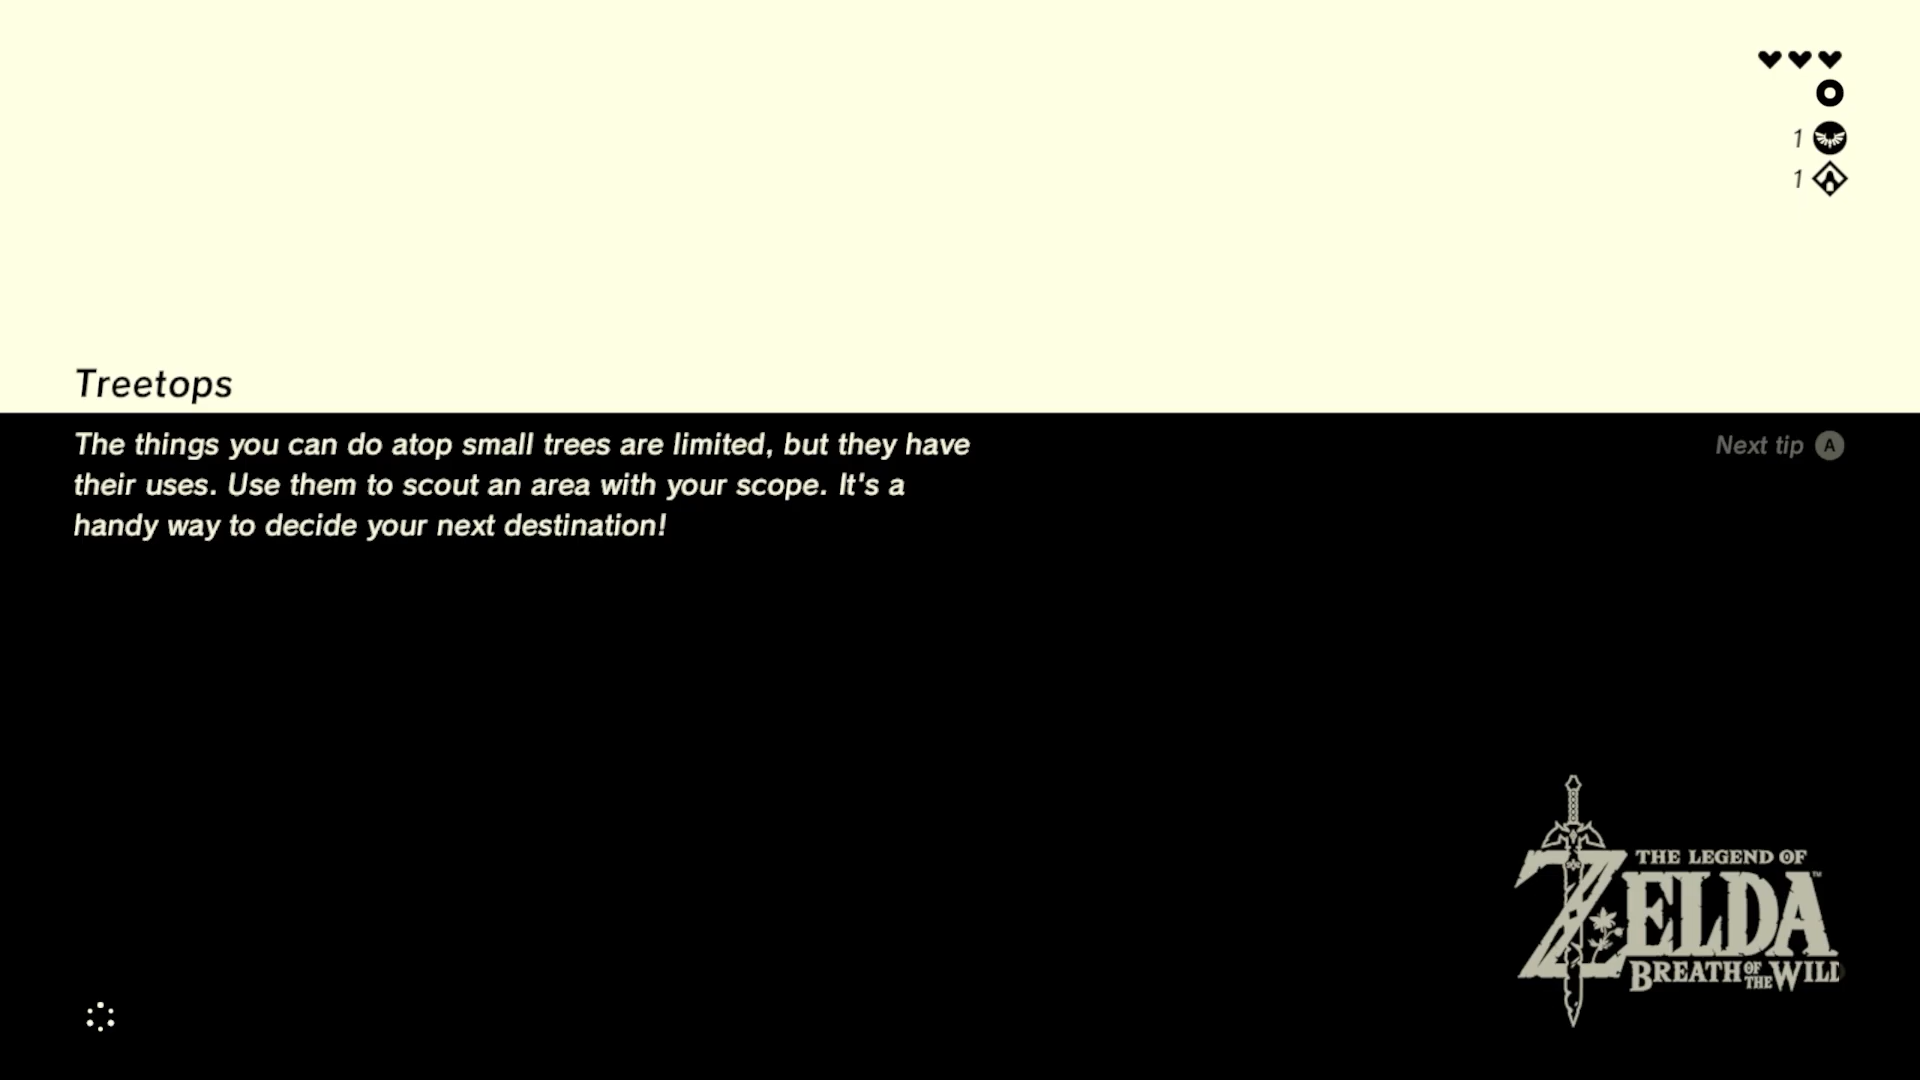 1
1
Treetops
The things you can do atop small trees are limited, but they have
their uses. Use them to scout an area with your scope. It's a
handy way to decide your next destination!
Next tip A
THE LEGEND OF
ZELDA™
BREATH OF THE WILD